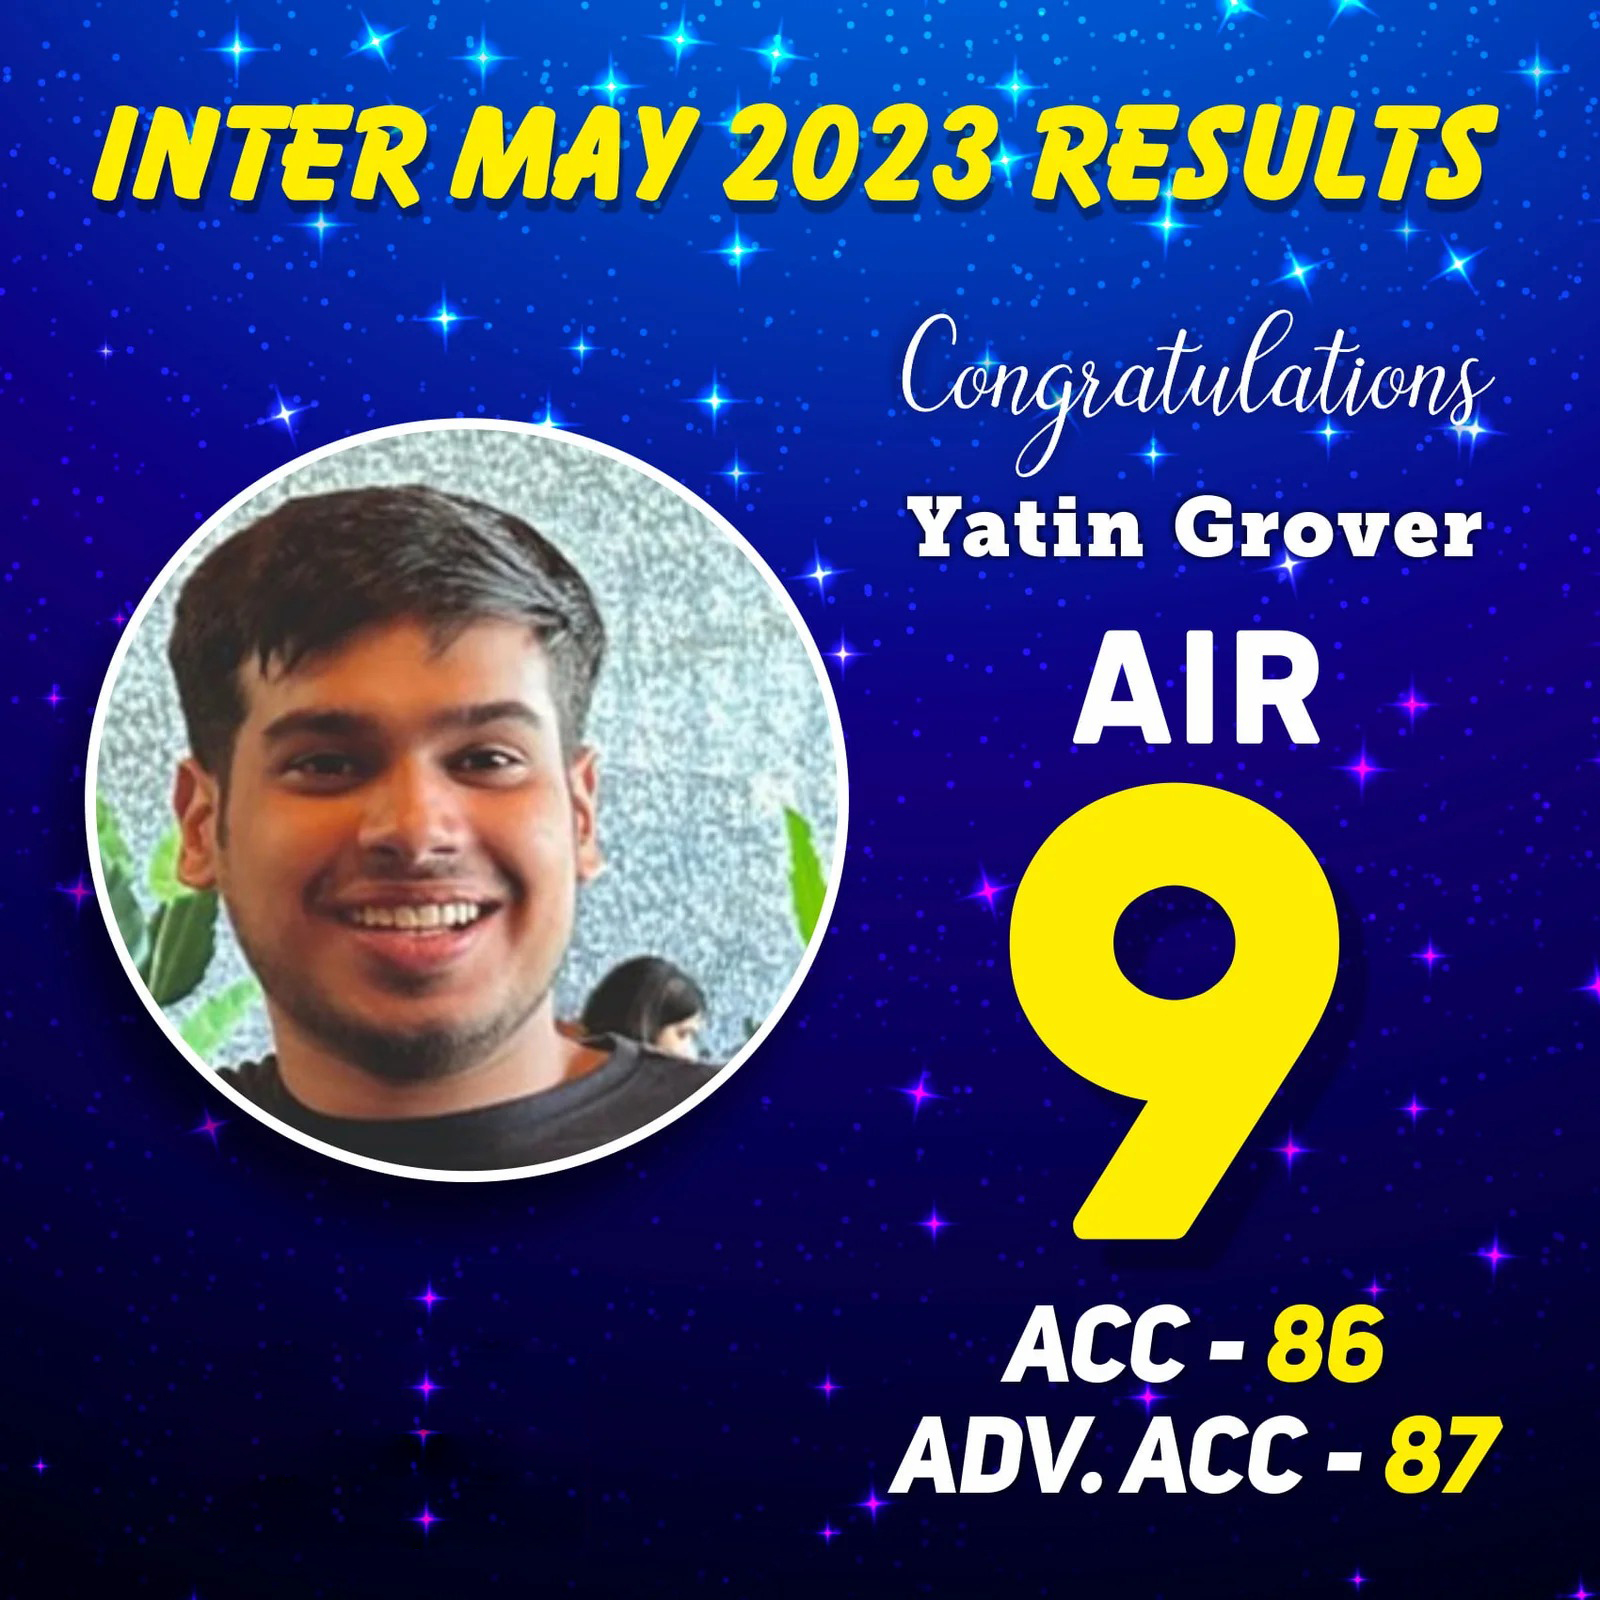 INTER MAY 2023 RESULTS
Congratulations
Yatin Grover
AIR
9
ACC - 86
ADV. ACC - 87